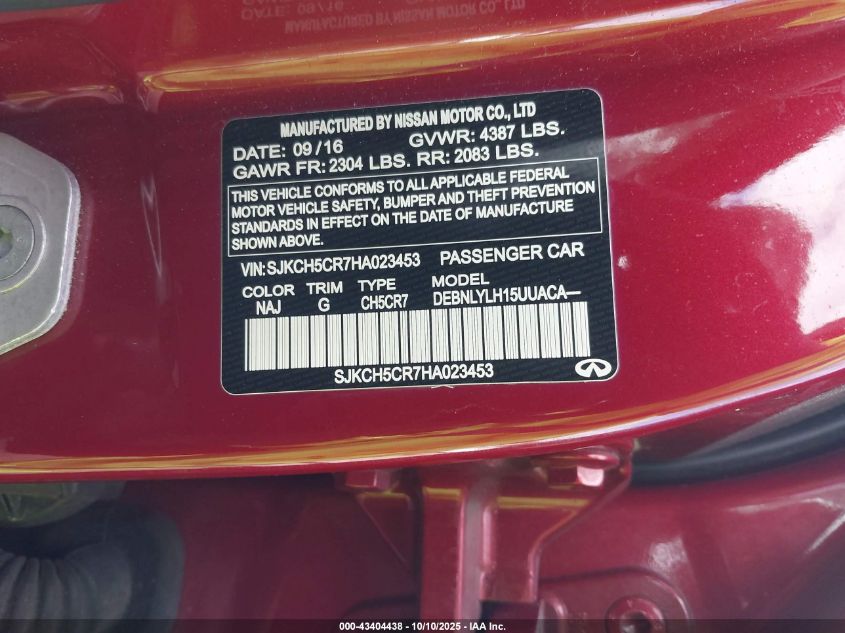 MANUFACTURED BY NISSAN MOTOR CO., LTD
DATE: 09/16 GVWR: 4387 LBS.
GAWR FR: 2304 LBS. RR: 2083 LBS.
THIS VEHICLE CONFORMS TO ALL APPLICABLE FEDERAL
MOTOR VEHICLE SAFETY, BUMPER AND THEFT PREVENTION
STANDARDS IN EFFECT ON THE DATE OF MANUFACTURE
SHOWN ABOVE.
VIN: SJKCH5CR7HA023453 PASSENGER CAR
COLOR TRIM TYPE MODEL
NAJ G CH5CR7 DEBNLYLH15UUACA—
SJKCH5CR7HA023453
000-43404438 - 10/10/2025 - IAA Inc.